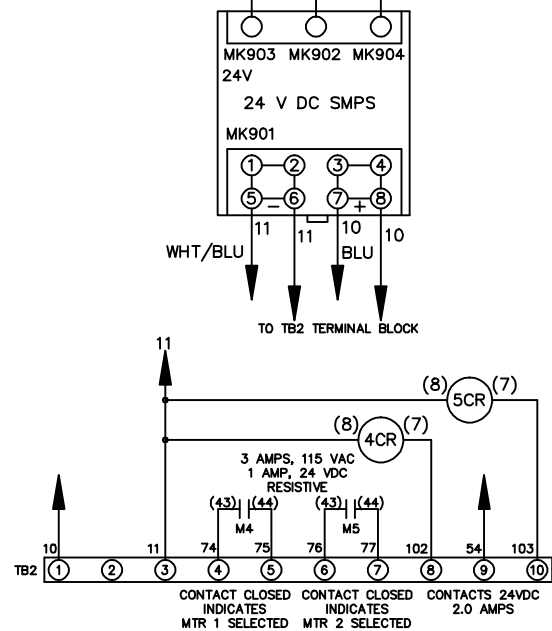 MK903 MK902 MK904
24V
24 V DC SMPS
MK901
1 2 3 4
5 - 6 7 + 8
11 11 10 10
WHT/BLU BLU
TO TB2 TERMINAL BLOCK
11
(8) 5CR (7)
(8) 4CR (7)
3 AMPS, 115 VAC
1 AMP, 24 VDC
RESISTIVE
(43) (44) (43) (44)
M4 M5
10 11 74 75 76 77 102 54 103
TB2 1 2 3 4 5 6 7 8 9 10
CONTACT CLOSED CONTACT CLOSED CONTACTS 24VDC
INDICATES INDICATES 2.0 AMPS
MTR 1 SELECTED MTR 2 SELECTED